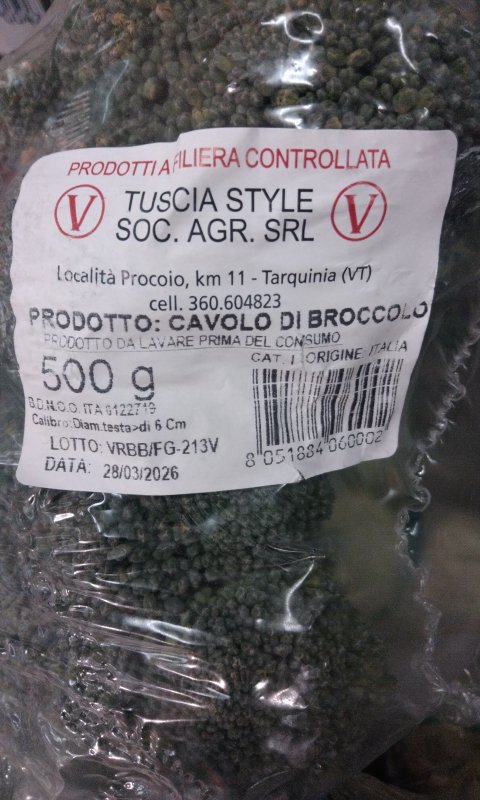 PRODOTTI A FILIERA CONTROLLATA
V TUSCIA STYLE V
SOC. AGR. SRL
Località Procoio, km 11 - Tarquinia (VT)
cell. 360.604823
PRODOTTO: CAVOLO DI BROCCOLO
PRODOTTO DA LAVARE PRIMA DEL CONSUMO
CAT. I ORIGINE: ITALIA
500 g
B.D.N.O.O. ITA 6122719
Calibro:Diam.testa>di 6 Cm
LOTTO: VRBB/FG-213V
DATA: 28/03/2026
8 051884 060002